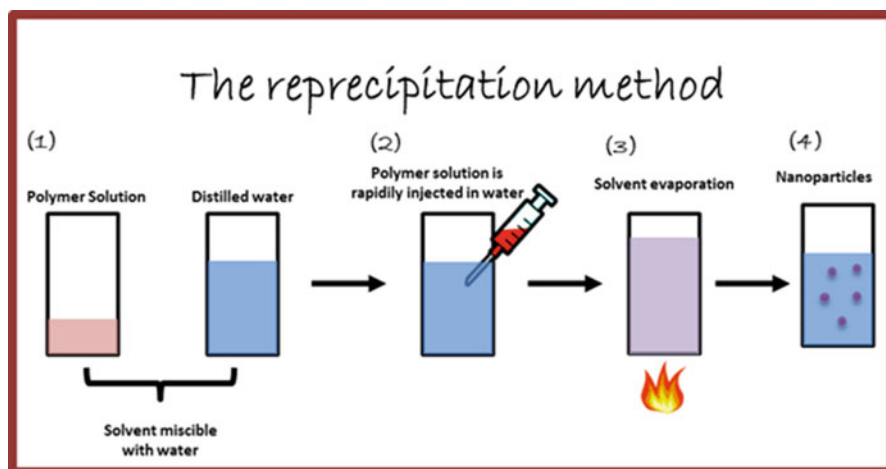 The reprecipitation method
(1)
Polymer Solution
Distilled water
(2)
Polymer solution is
rapidily injected in water
(3)
Solvent evaporation
(4)
Nanoparticles
Solvent miscible
with water